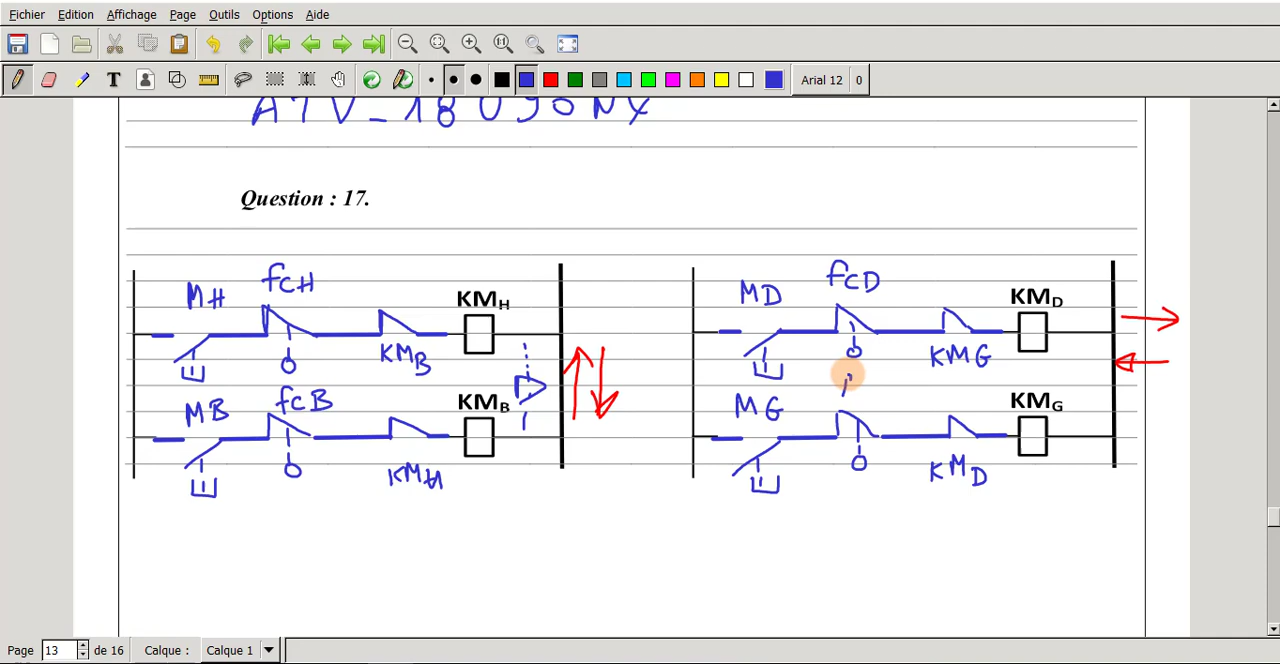 Fichier Edition Affichage Page Outils Options Aide
T Arial 12 0
ATV_18U90NX
Question : 17.
MH fcH KMB KMH
MB fcB KMH KMB
MD fcD KMG KMD
MG KMD KMG
Page 13 de 16 Calque : Calque 1